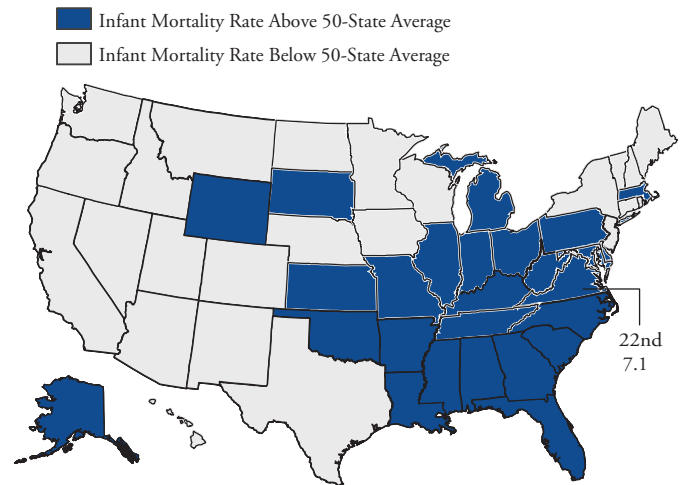 Infant Mortality Rate Above 50-State Average
Infant Mortality Rate Below 50-State Average
22nd
7.1